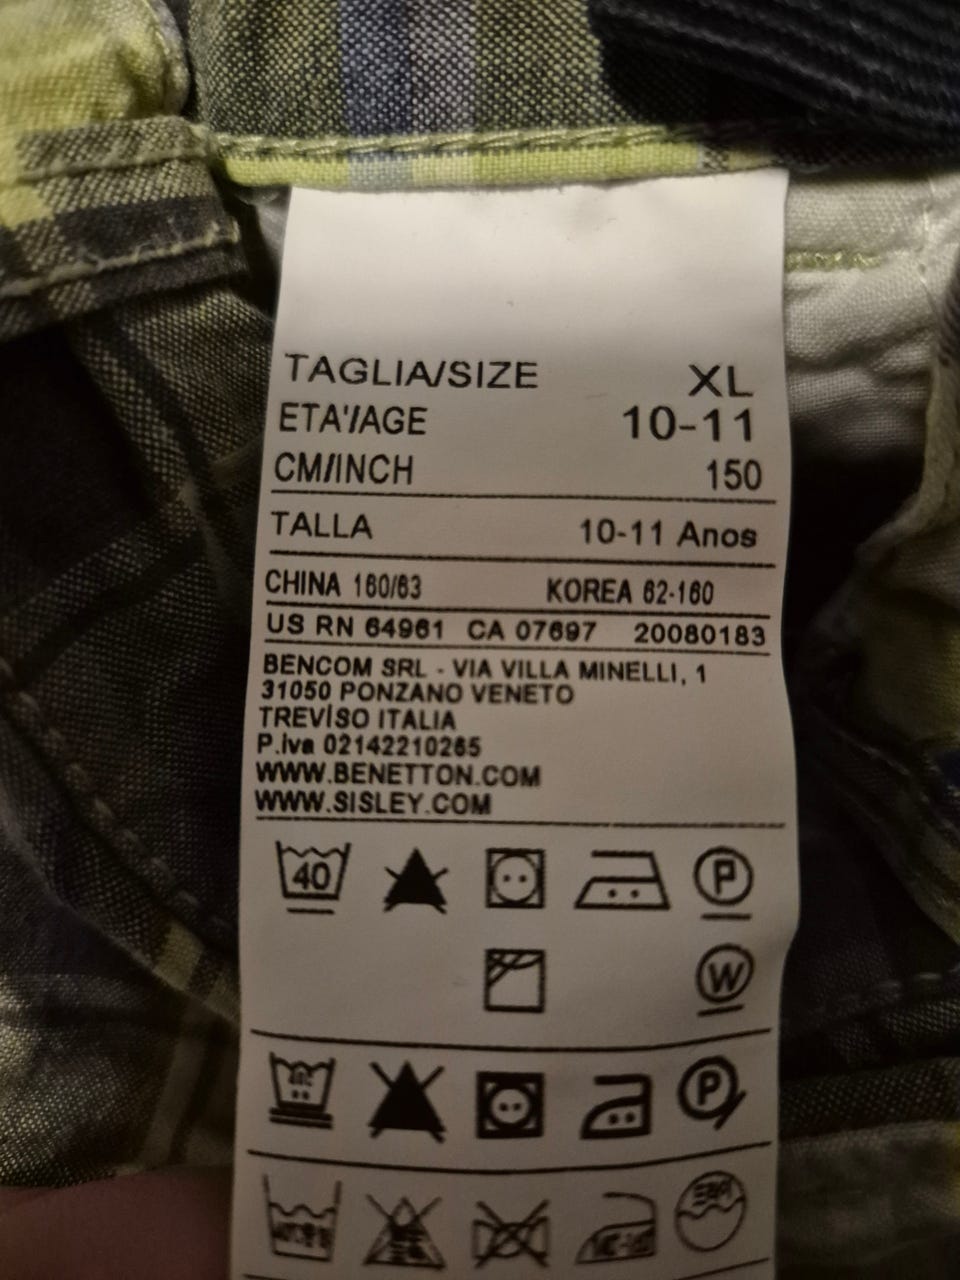 TAGLIA/SIZE XL
ETA'/AGE 10-11
CM/INCH 150
TALLA 10-11 Anos
CHINA 160/63 KOREA 62-160
US RN 64961 CA 07697 20080183
BENCOM SRL - VIA VILLA MINELLI, 1
31050 PONZANO VENETO
TREVISO ITALIA
P.iva 02142210265
WWW.BENETTON.COM
WWW.SISLEY.COM
40 P
W
P